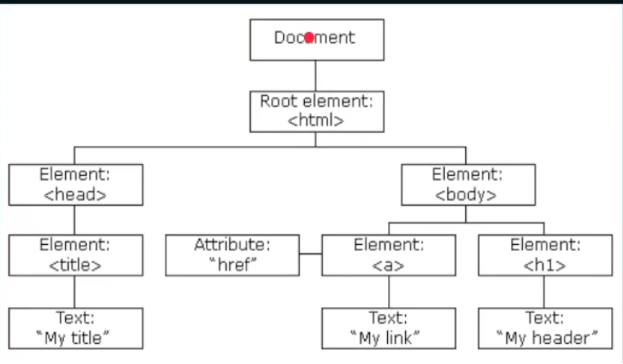 Document
Root element:
<html>
Element:
<head>
Element:
<body>
Element:
<title>
Attribute:
"href"
Element:
<a>
Element:
<h1>
Text:
"My title"
Text:
"My link"
Text:
"My header"